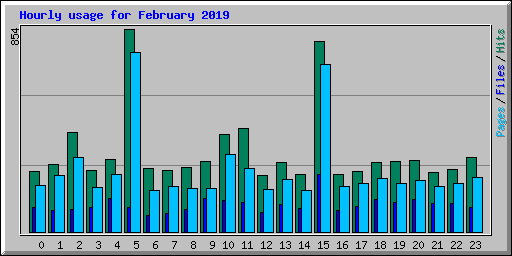 Hourly usage for February 2019
854
Pages / Files / Hits
0 1 2 3 4 5 6 7 8 9 10 11 12 13 14 15 16 17 18 19 20 21 22 23